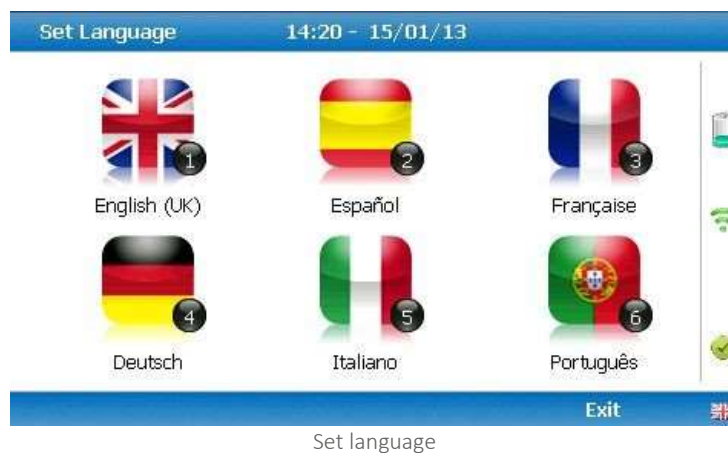 Set Language 14:20 - 15/01/13
1 2 3
English (UK) Español Française
4 5 6
Deutsch Italiano Português
Exit
Set language